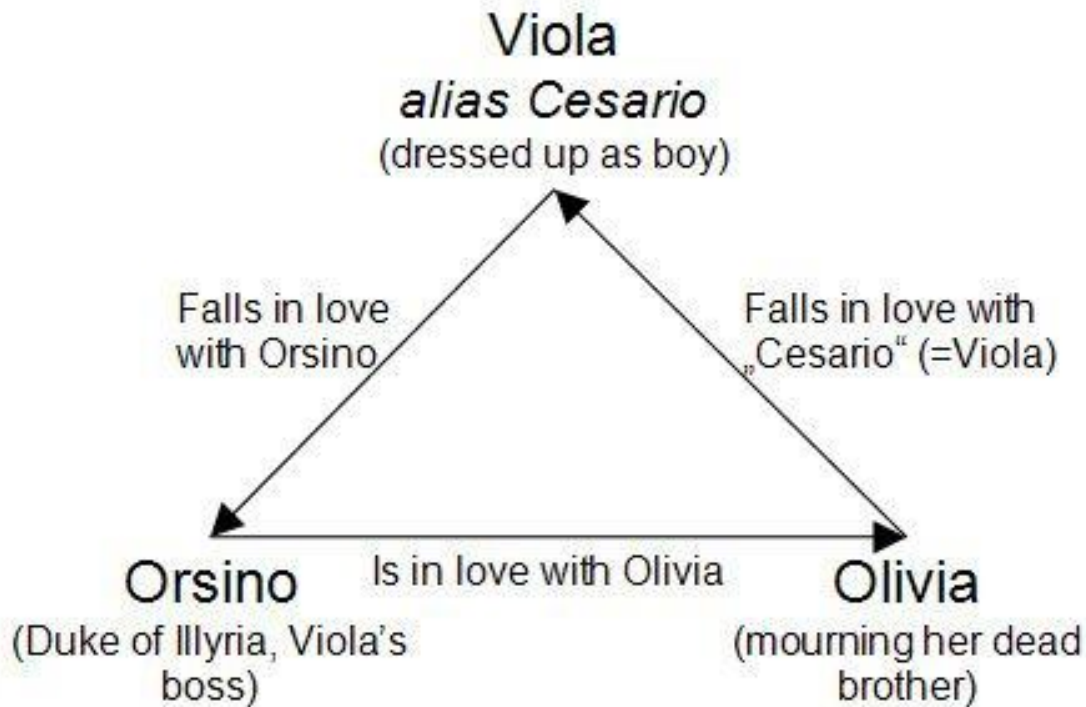 Viola
alias Cesario
(dressed up as boy)
Falls in love
with Orsino
Falls in love with
„Cesario“ (=Viola)
Is in love with Olivia
Orsino
(Duke of Illyria, Viola's
boss)
Olivia
(mourning her dead
brother)